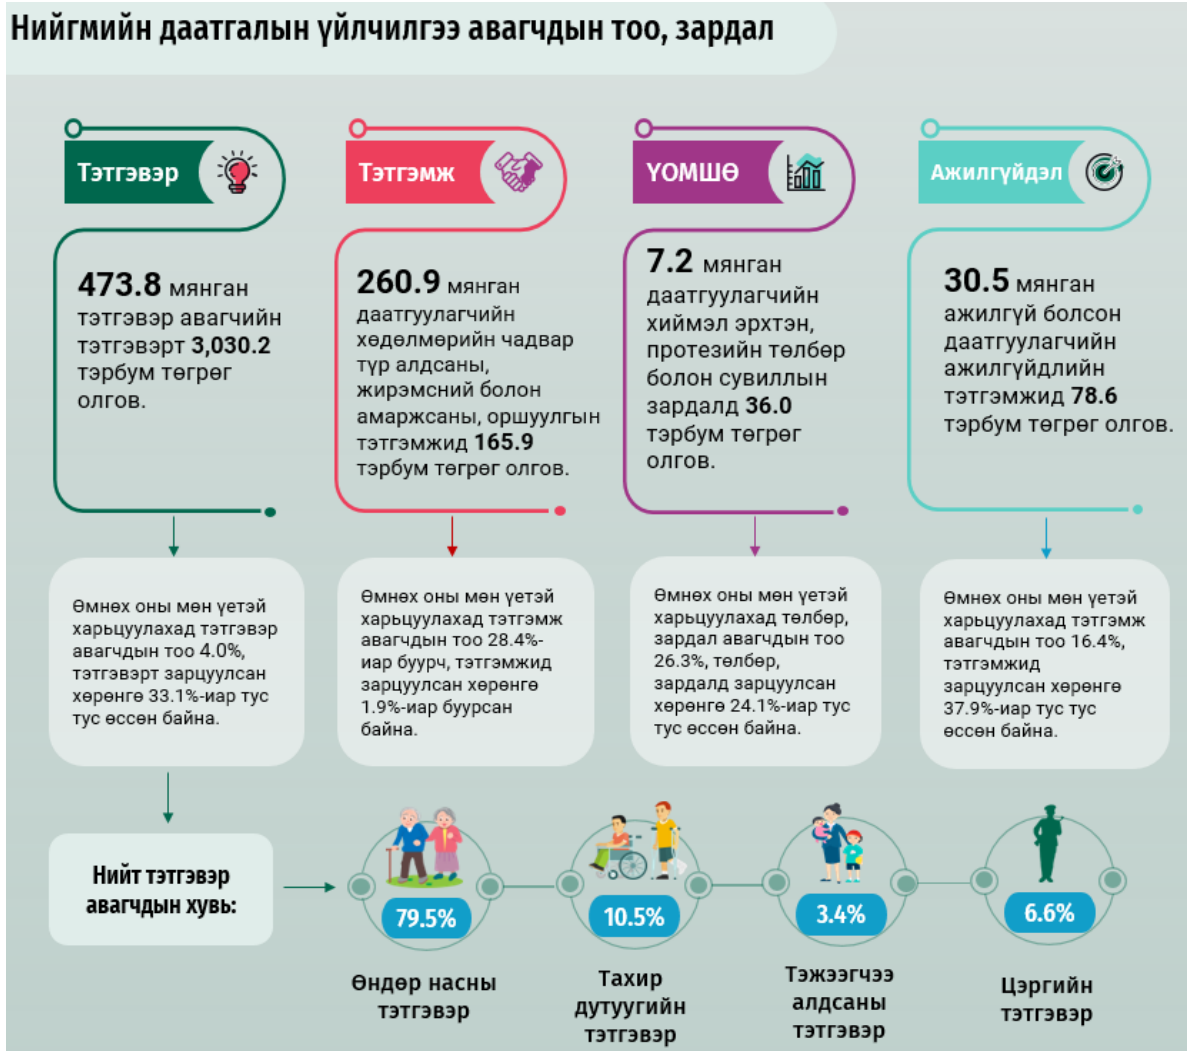 Нийгмийн даатгалын үйлчилгээ авагчдын тоо, зардал
Тэтгэвэр
473.8 мянган
тэтгэвэр авагчийн
тэтгэвэрт 3,030.2
тэрбум төгрөг
олгов.
Өмнөх оны мөн үетэй
харьцуулахад тэтгэвэр
авагчдын тоо 4.0%,
тэтгэвэрт зарцуулсан
хөрөнгө 33.1%-иар тус
тус өссөн байна.
Тэтгэмж
260.9 мянган
даатгуулагчийн
хөдөлмөрийн чадвар
түр алдсаны,
жирэмсний болон
амаржсаны, оршуулгын
тэтгэмжид 165.9
тэрбум төгрөг олгов.
Өмнөх оны мөн үетэй
харьцуулахад тэтгэмж
авагчдын тоо 28.4%-
иар буурч, тэтгэмжид
зарцуулсан хөрөнгө
1.9%-иар буурсан
байна.
ҮОМШӨ
7.2 мянган
даатгуулагчийн
хиймэл эрхтэн,
протезийн төлбөр
болон сувиллын
зардалд 36.0
тэрбум төгрөг
олгов.
Өмнөх оны мөн үетэй
харьцуулахад төлбөр,
зардал авагчдын тоо
26.3%, төлбөр,
зардалд зарцуулсан
хөрөнгө 24.1%-иар тус
тус өссөн байна.
Ажилгүйдэл
30.5 мянган
ажилгүй болсон
даатгуулагчийн
ажилгүйдлийн
тэтгэмжид 78.6
тэрбум төгрөг олгов.
Өмнөх оны мөн үетэй
харьцуулахад тэтгэмж
авагчдын тоо 16.4%,
тэтгэмжид
зарцуулсан хөрөнгө
37.9%-иар тус тус
өссөн байна.
Нийт тэтгэвэр
авагчдын хувь:
79.5%
Өндөр насны
тэтгэвэр
10.5%
Тахир
дутуугийн
тэтгэвэр
3.4%
Тэжээгчээ
алдсаны
тэтгэвэр
6.6%
Цэргийн
тэтгэвэр